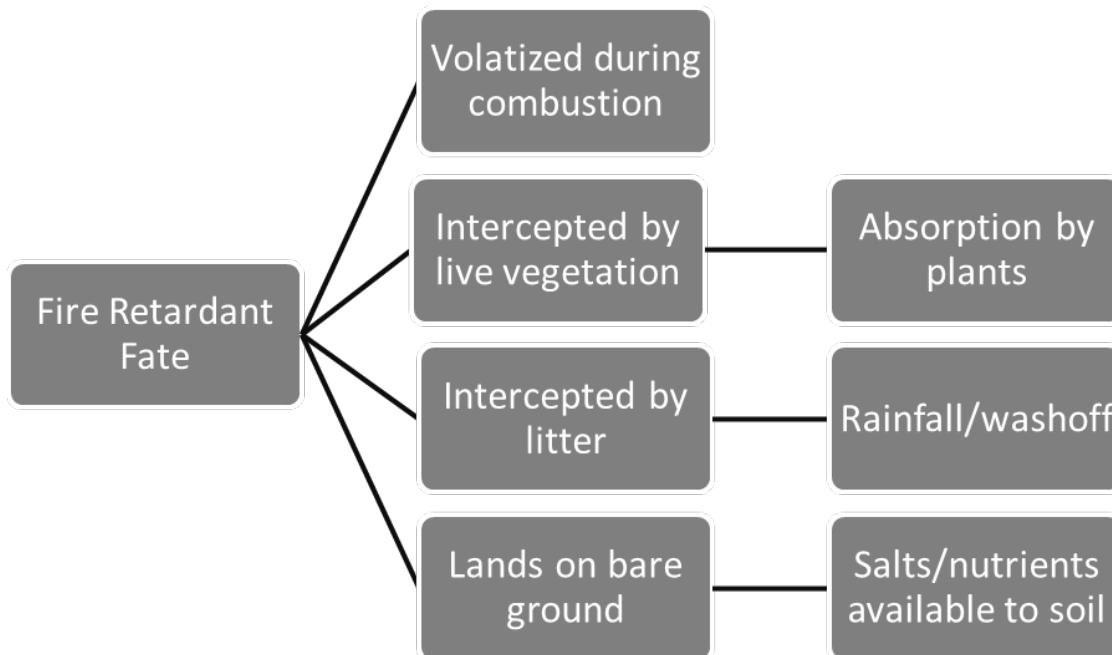 Volatized during
combustion
Intercepted by
live vegetation
Absorption by
plants
Fire Retardant
Fate
Intercepted by
litter
Rainfall/washoff
Lands on bare
ground
Salts/nutrients
available to soil